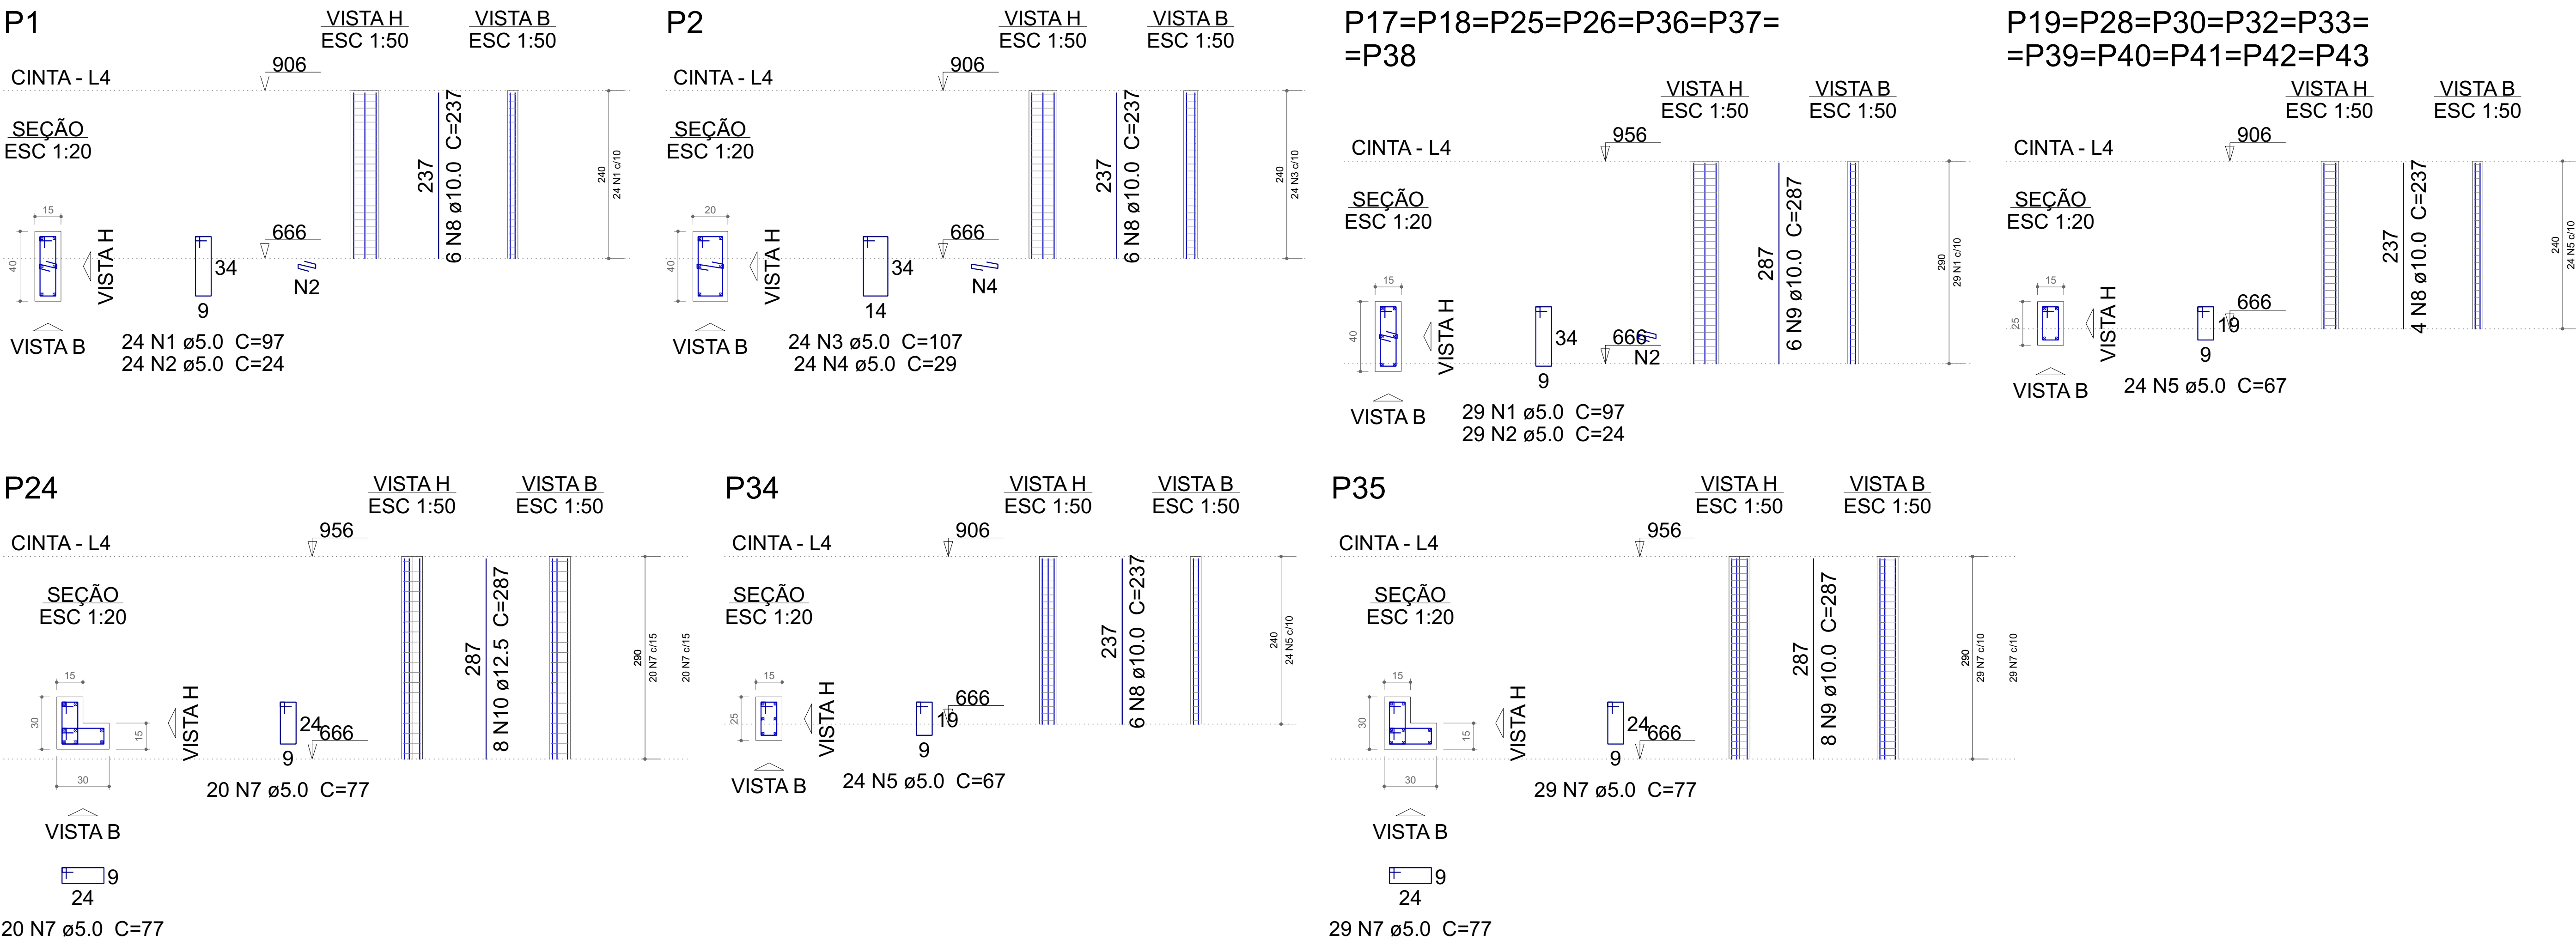 P1
VISTA H
ESC 1:50
VISTA B
ESC 1:50
CINTA - L4
906
SEÇÃO
ESC 1:20
15
40
VISTA H
VISTA B
34
9
666
N2
24 N1 ø5.0 C=97
24 N2 ø5.0 C=24
237
6 N8 ø10.0 C=237
240
24 N1 c/10
P2
VISTA H
ESC 1:50
VISTA B
ESC 1:50
CINTA - L4
906
SEÇÃO
ESC 1:20
20
40
VISTA H
VISTA B
34
14
666
N4
24 N3 ø5.0 C=107
24 N4 ø5.0 C=29
237
6 N8 ø10.0 C=237
240
24 N3 c/10
P17=P18=P25=P26=P36=P37=
=P38
VISTA H
ESC 1:50
VISTA B
ESC 1:50
CINTA - L4
956
SEÇÃO
ESC 1:20
15
40
VISTA H
VISTA B
34
9
666
N2
29 N1 ø5.0 C=97
29 N2 ø5.0 C=24
287
6 N9 ø10.0 C=287
290
29 N1 c/10
P19=P28=P30=P32=P33=
=P39=P40=P41=P42=P43
VISTA H
ESC 1:50
VISTA B
ESC 1:50
CINTA - L4
906
SEÇÃO
ESC 1:20
15
25
VISTA H
VISTA B
19
9
666
24 N5 ø5.0 C=67
237
4 N8 ø10.0 C=237
240
24 N5 c/10
P24
VISTA H
ESC 1:50
VISTA B
ESC 1:50
CINTA - L4
956
SEÇÃO
ESC 1:20
15
30
15
30
VISTA H
VISTA B
24
9
666
20 N7 ø5.0 C=77
287
8 N10 ø12.5 C=287
290
20 N7 c/15
20 N7 c/15
9
24
20 N7 ø5.0 C=77
P34
VISTA H
ESC 1:50
VISTA B
ESC 1:50
CINTA - L4
906
SEÇÃO
ESC 1:20
15
25
VISTA H
VISTA B
19
9
666
24 N5 ø5.0 C=67
237
6 N8 ø10.0 C=237
240
24 N5 c/10
P35
VISTA H
ESC 1:50
VISTA B
ESC 1:50
CINTA - L4
956
SEÇÃO
ESC 1:20
15
30
15
30
VISTA H
VISTA B
24
9
666
29 N7 ø5.0 C=77
287
8 N9 ø10.0 C=287
290
29 N7 c/10
29 N7 c/10
9
24
29 N7 ø5.0 C=77